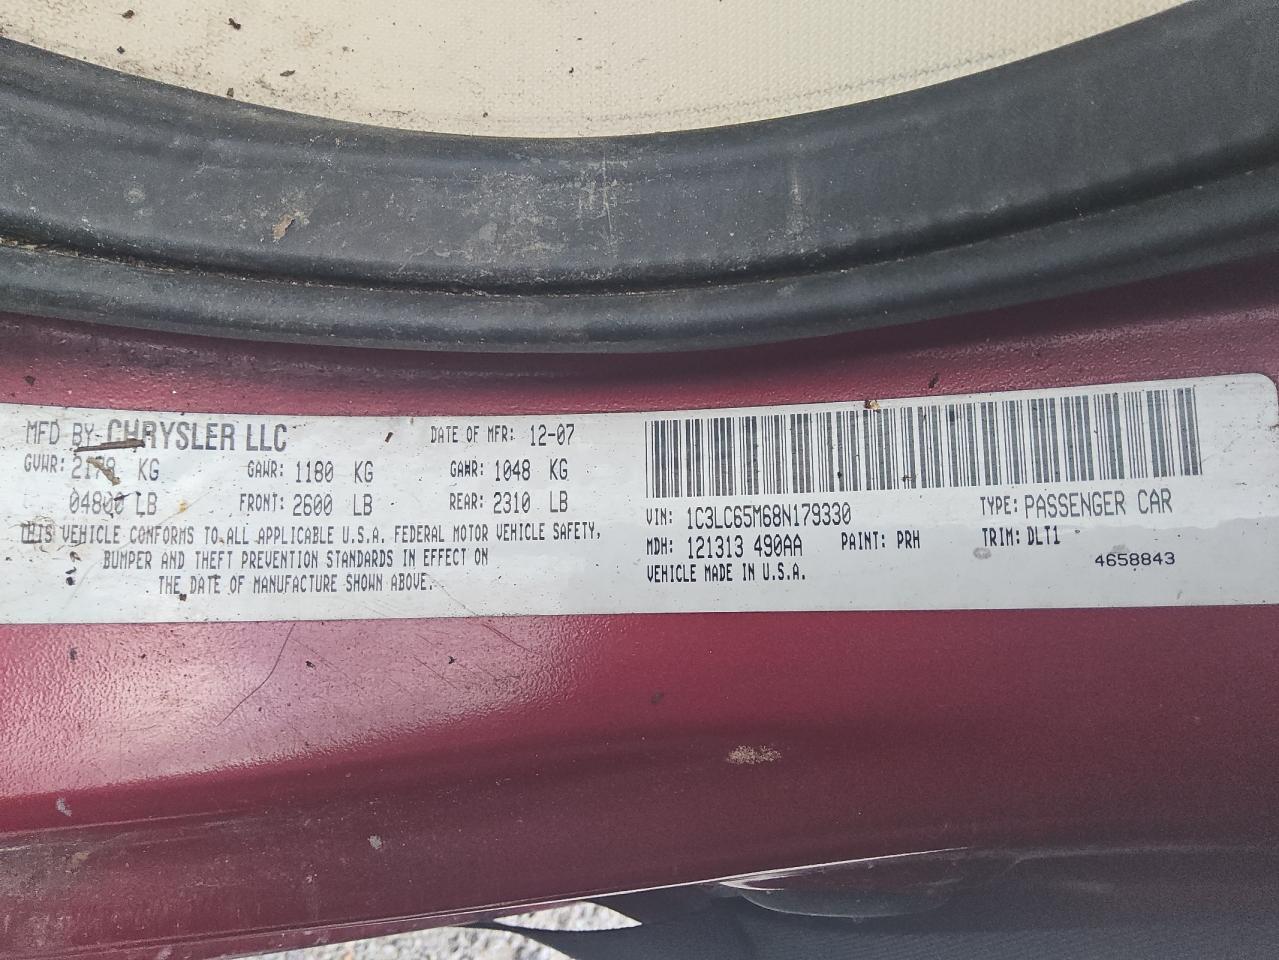 MFD BY CHRYSLER LLC DATE OF MFR: 12-07
GVWR: KG GAWR: 1180 KG GAWR: 1048 KG
04800 LB FRONT: 2600 LB REAR: 2310 LB
THIS VEHICLE CONFORMS TO ALL APPLICABLE U.S.A. FEDERAL MOTOR VEHICLE SAFETY,
BUMPER AND THEFT PREVENTION STANDARDS IN EFFECT ON
THE DATE OF MANUFACTURE SHOWN ABOVE.
VIN: 1C3LC65M68N179330 TYPE: PASSENGER CAR
MDH: 121313 490AA PAINT: PRH TRIM: DLT1
VEHICLE MADE IN U.S.A. 4658843